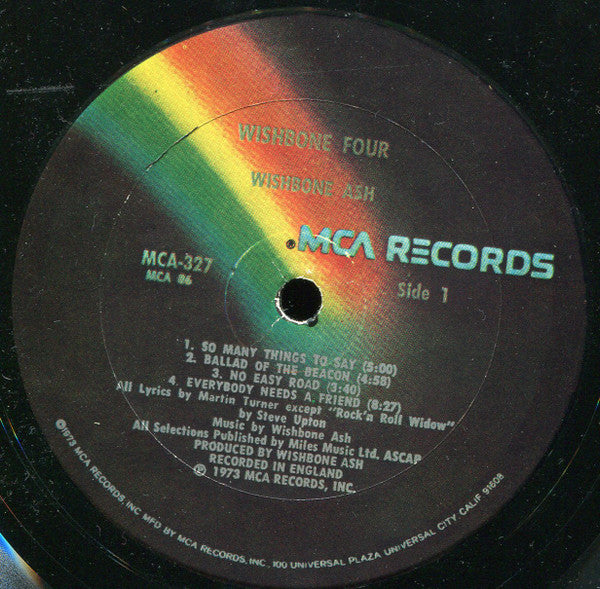 WISHBONE FOUR
WISHBONE ASH
MCA RECORDS
MCA-327
MCA 86
Side 1
1. SO MANY THINGS TO SAY (5:00)
2. BALLAD OF THE BEACON (4:58)
3. NO EASY ROAD (3:40)
4. EVERYBODY NEEDS A FRIEND (8:27)
All Lyrics by Martin Turner except "Rock'n Roll Widow"
by Steve Upton
Music by Wishbone Ash
All Selections Published by Miles Music Ltd. ASCAP
PRODUCED BY WISHBONE ASH
RECORDED IN ENGLAND
℗ 1973 MCA RECORDS, INC.
©1973 MCA RECORDS, INC. MFD BY MCA RECORDS, INC., 100 UNIVERSAL PLAZA UNIVERSAL CITY, CALIF 91608